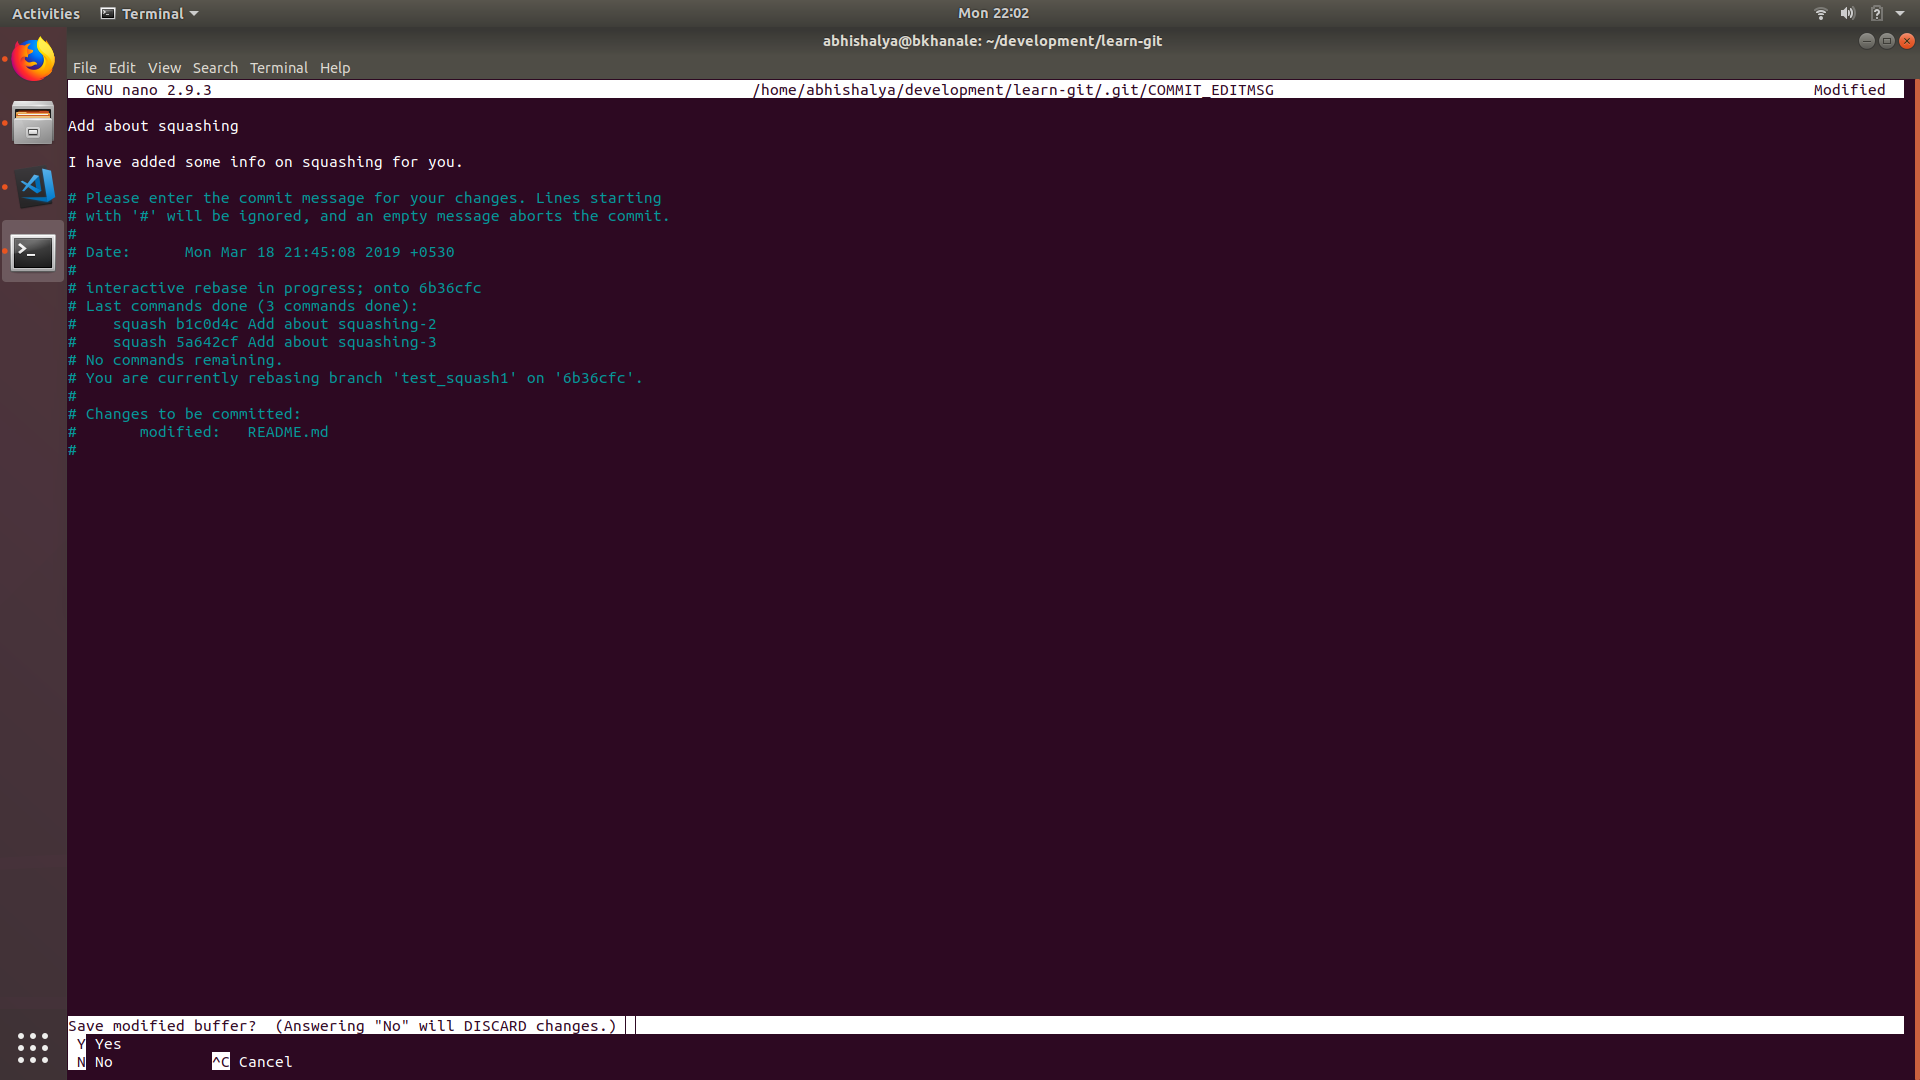 Activities Terminal Mon 22:02
abhishalya@bkhanale: ~/development/learn-git
File Edit View Search Terminal Help
GNU nano 2.9.3 /home/abhishalya/development/learn-git/.git/COMMIT_EDITMSG Modified
Add about squashing
I have added some info on squashing for you.
# Please enter the commit message for your changes. Lines starting
# with '#' will be ignored, and an empty message aborts the commit.
#
# Date:      Mon Mar 18 21:45:08 2019 +0530
#
# interactive rebase in progress; onto 6b36cfc
# Last commands done (3 commands done):
#    squash b1c0d4c Add about squashing-2
#    squash 5a642cf Add about squashing-3
# No commands remaining.
# You are currently rebasing branch 'test_squash1' on '6b36cfc'.
#
# Changes to be committed:
#       modified:   README.md
#
Save modified buffer?  (Answering "No" will DISCARD changes.)
Y Yes
N No ^C Cancel